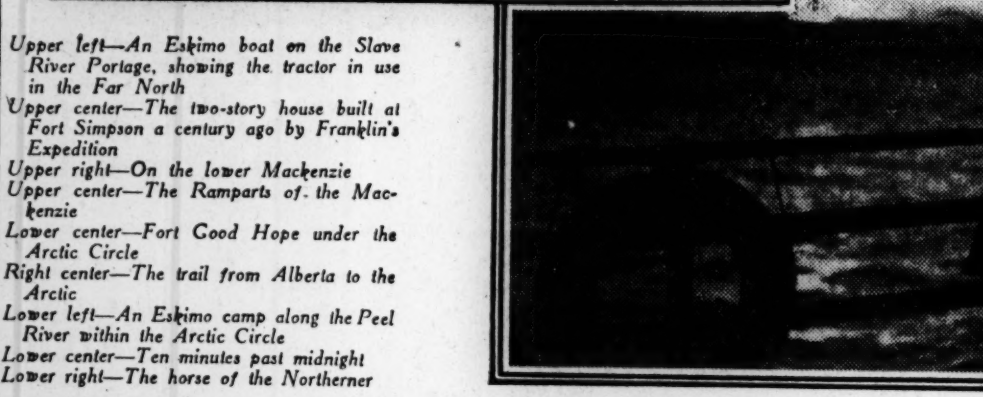 Upper left—An Eskimo boat on the Slave
River Portage, showing the tractor in use
in the Far North
Upper center—The two-story house built at
Fort Simpson a century ago by Franklin's
Expedition
Upper right—On the lower Mackenzie
Upper center—The Ramparts of the Mac-
kenzie
Lower center—Fort Good Hope under the
Arctic Circle
Right center—The trail from Alberta to the
Arctic
Lower left—An Eskimo camp along the Peel
River within the Arctic Circle
Lower center—Ten minutes past midnight
Lower right—The horse of the Northerner